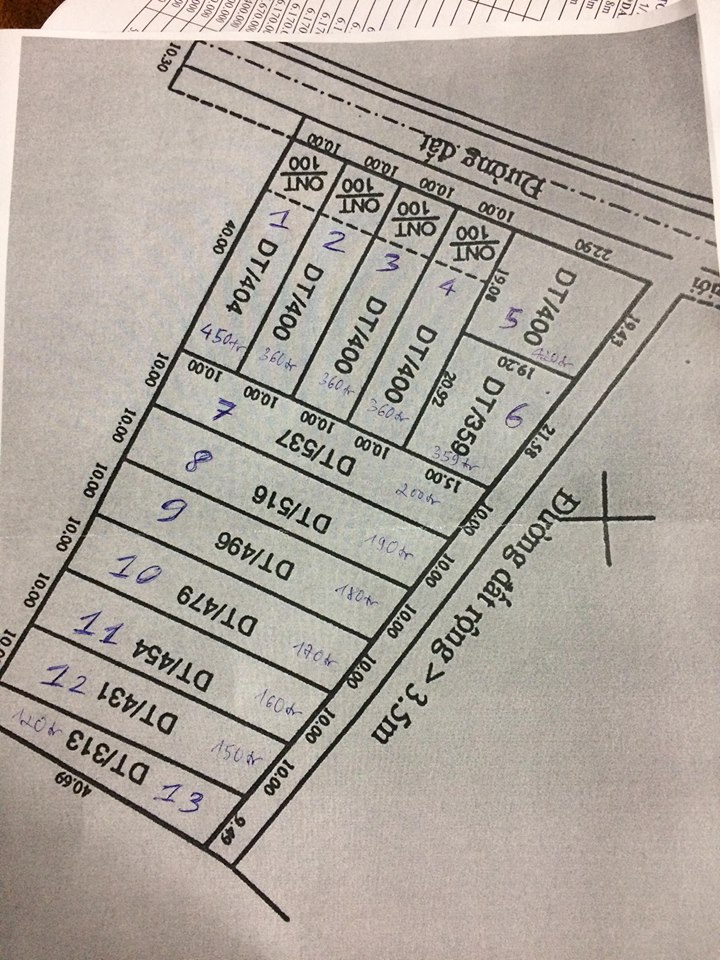 10.30
Đường đất
10.00
10.00
10.00
10.00
22.90
ONT
100
ONT
100
ONT
100
ONT
100
40.00
1
DT/404
450tr
2
DT/400
360tr
3
DT/400
360tr
4
DT/400
360tr
19.08
5
DT/400
420tr
19.43
19.20
20.92
6
DT/359
359tr
21.58
10.00
10.00
10.00
10.00
15.00
10.00
7
DT/537
200tr
10.00
10.00
8
DT/516
190tr
10.00
10.00
9
DT/496
180tr
10.00
10.00
10
DT/479
170tr
10.00
10.00
11
DT/454
160tr
10.00
10.00
12
DT/431
150tr
10.00
120tr
DT/313
13
9.49
40.69
Đường đất rộng > 3.5m